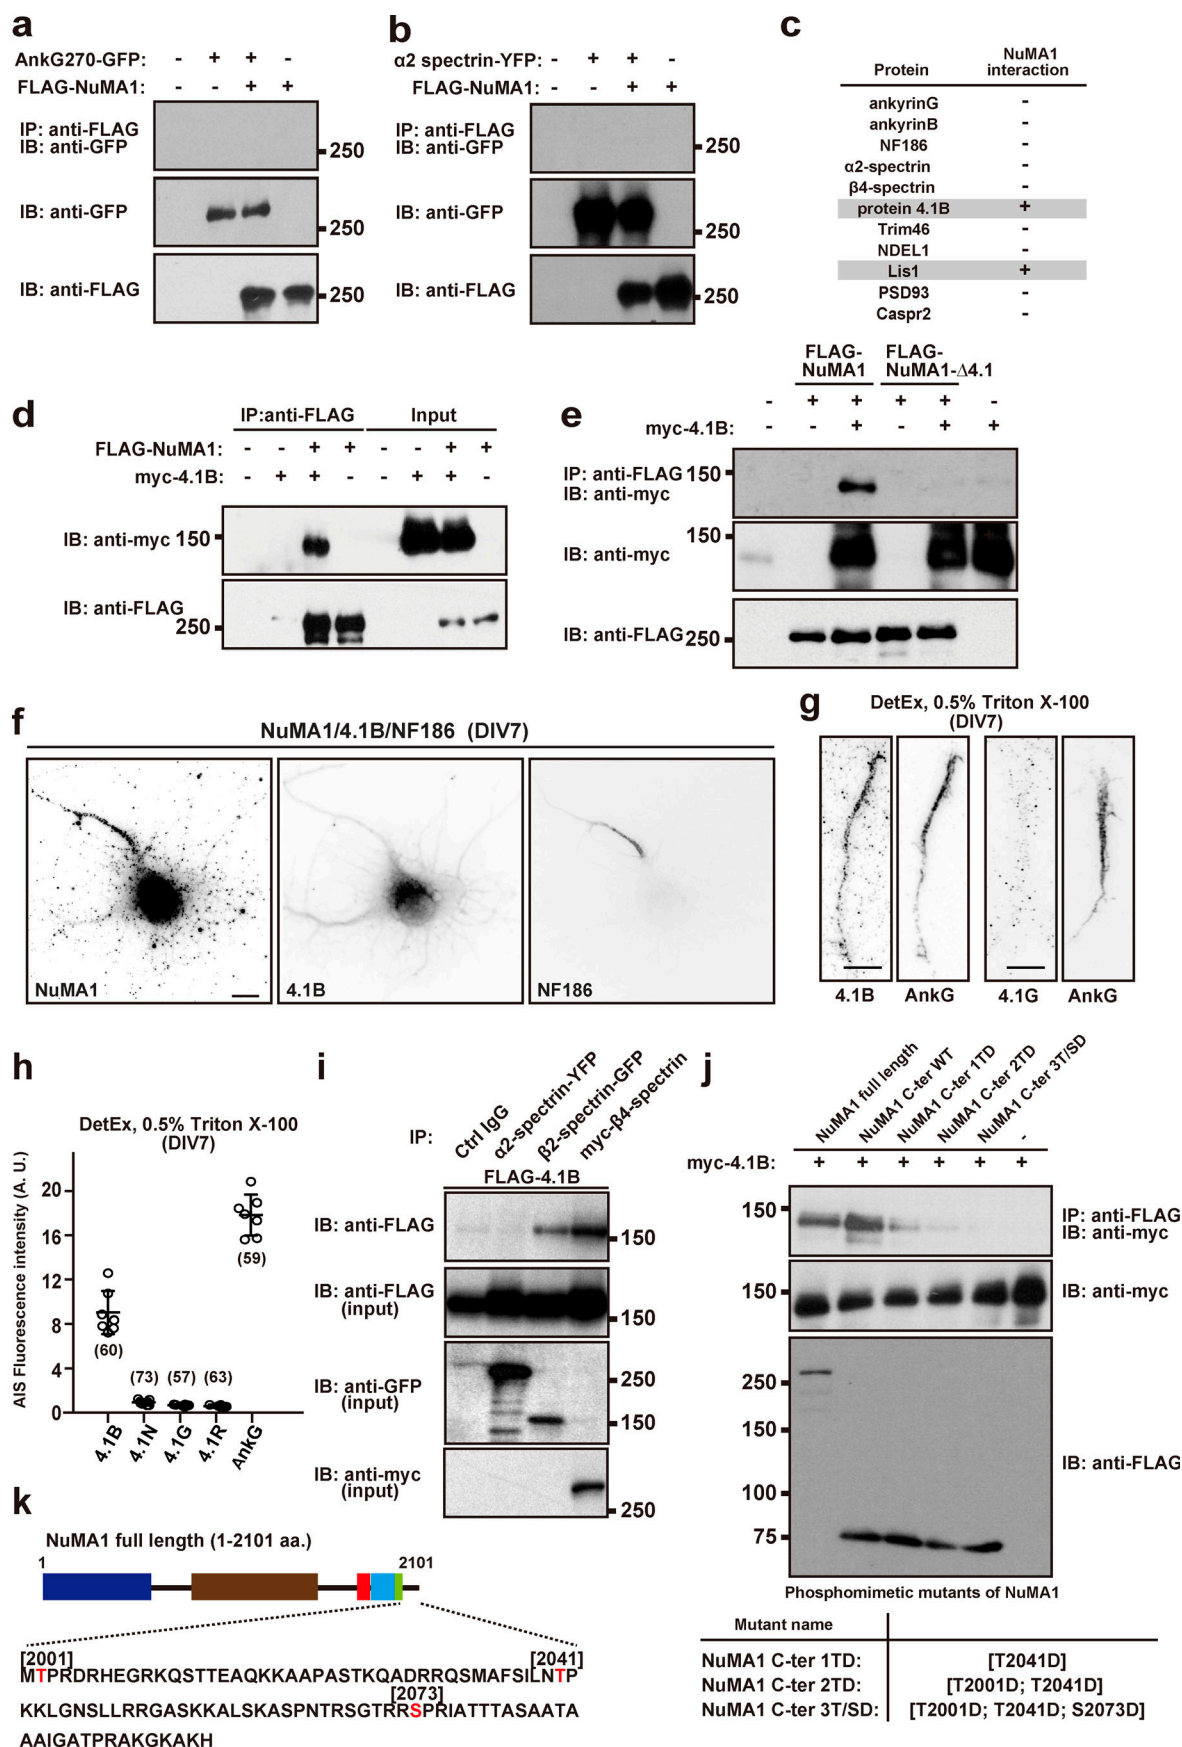 a
AnkG270-GFP: - + + -
FLAG-NuMA1: - - + +
IP: anti-FLAG
IB: anti-GFP
250
IB: anti-GFP
250
IB: anti-FLAG
250
b
α2 spectrin-YFP: - + + -
FLAG-NuMA1: - - + +
IP: anti-FLAG
IB: anti-GFP
250
IB: anti-GFP
250
IB: anti-FLAG
250
c
Protein NuMA1 interaction
ankyrinG -
ankyrinB -
NF186 -
α2-spectrin -
β4-spectrin -
protein 4.1B +
Trim46 -
NDEL1 -
Lis1 +
PSD93 -
Caspr2 -
d
IP:anti-FLAG Input
FLAG-NuMA1: - - + + - - + +
myc-4.1B: - + + - - + + -
IB: anti-myc 150
IB: anti-FLAG
250
e
FLAG-NuMA1 FLAG-NuMA1-Δ4.1
- + + + + -
myc-4.1B: - - + - + +
IP: anti-FLAG 150
IB: anti-myc
150
IB: anti-myc
IB: anti-FLAG 250
f
NuMA1/4.1B/NF186 (DIV7)
NuMA1 4.1B NF186
g
DetEx, 0.5% Triton X-100
(DIV7)
4.1B AnkG 4.1G AnkG
h
DetEx, 0.5% Triton X-100
(DIV7)
AIS Fluorescence intensity (A. U.)
20
16
12
8
4
0
(60) (73) (57) (63) (59)
4.1B 4.1N 4.1G 4.1R AnkG
i
IP: Ctrl IgG α2-spectrin-YFP β2-spectrin-GFP myc-β4-spectrin
FLAG-4.1B
IB: anti-FLAG 150
IB: anti-FLAG
(input) 150
IB: anti-GFP
(input)
250
150
IB: anti-myc
(input)
250
j
NuMA1 full length NuMA1 C-ter WT NuMA1 C-ter 1TD NuMA1 C-ter 2TD NuMA1 C-ter 3T/SD -
myc-4.1B: + + + + + +
150 IP: anti-FLAG
IB: anti-myc
150 IB: anti-myc
250
150
IB: anti-FLAG
100
75
Phosphomimetic mutants of NuMA1
Mutant name
NuMA1 C-ter 1TD: [T2041D]
NuMA1 C-ter 2TD: [T2001D; T2041D]
NuMA1 C-ter 3T/SD: [T2001D; T2041D; S2073D]
k
NuMA1 full length (1-2101 aa.)
1 2101
[2001] [2041]
MTPRDRHEGRKQSTTEAQKKAAPASTKQADRRQSMAFSILNTP
[2073]
KKLGNSLLRRGASKKALSKASPNTRSGTRRSPRIATTTASAATA
AAIGATPRAKGKAKH